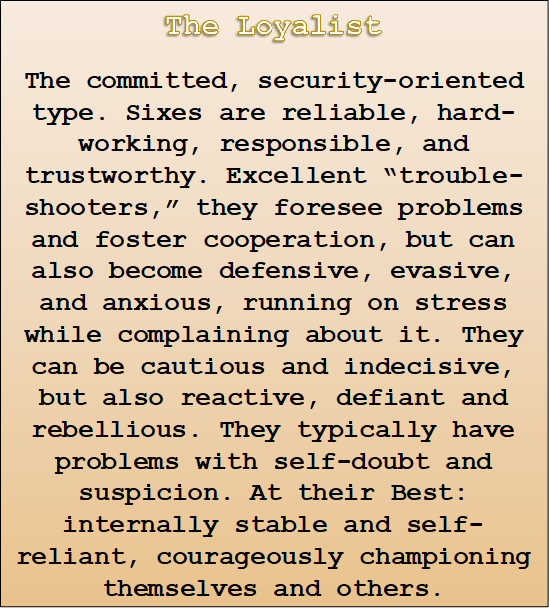 The Loyalist
The committed, security-oriented
type. Sixes are reliable, hard-
working, responsible, and
trustworthy. Excellent “trouble-
shooters,” they foresee problems
and foster cooperation, but can
also become defensive, evasive,
and anxious, running on stress
while complaining about it. They
can be cautious and indecisive,
but also reactive, defiant and
rebellious. They typically have
problems with self-doubt and
suspicion. At their Best:
internally stable and self-
reliant, courageously championing
themselves and others.